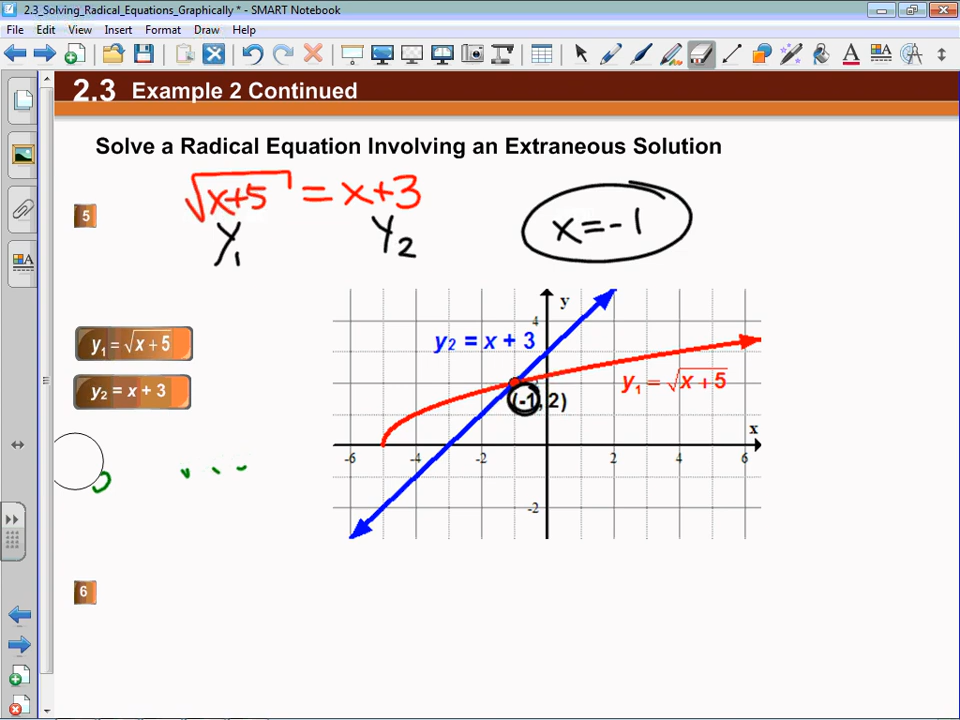 2.3_Solving_Radical_Equations_Graphically * - SMART Notebook
File Edit View Insert Format Draw Help
2.3 Example 2 Continued
Solve a Radical Equation Involving an Extraneous Solution
√x+5 = x+3
5
y1 y2 x=-1
y
4
y2 = x + 3
y1 = √x + 5
y1 = √x + 5
y2 = x + 3
(-1, 2)
x
-6 -4 -2 2 4 6
-2
6